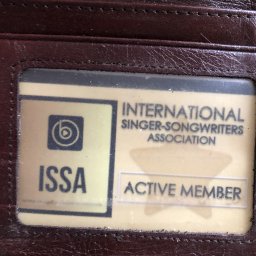 INTERNATIONAL
SINGER-SONGWRITERS
ASSOCIATION
ISSA
ACTIVE MEMBER